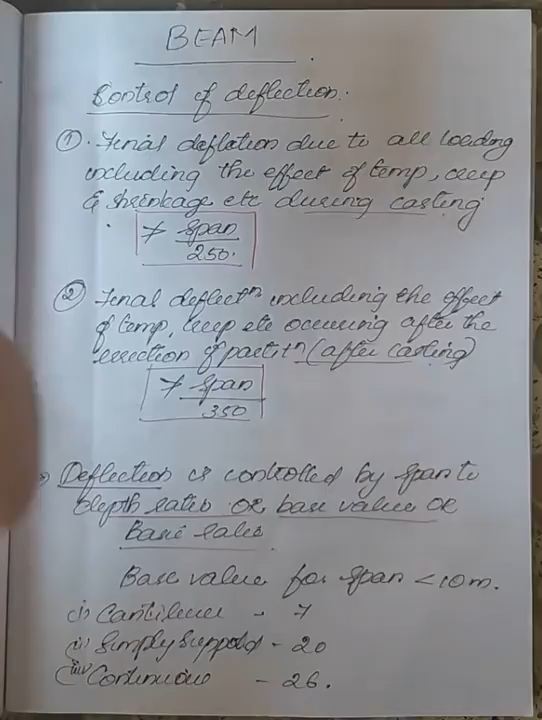 BEAM
Control of deflection.
①. Final deflation due to all loading
including the effect of temp, creep
& shrinkage etc during casting
≯ span
250.
② Final deflectⁿ including the effect
of temp, creep etc occuring after the
erection of partitⁿ (after casting)
≯ span
350
Deflection is controlled by span to
depth ratio OR base value OR
Basic ratio
Base value for span < 10m.
(i) Cantilever - 7
(ii) Simply Suppotd - 20
(iii) Continuous - 26.